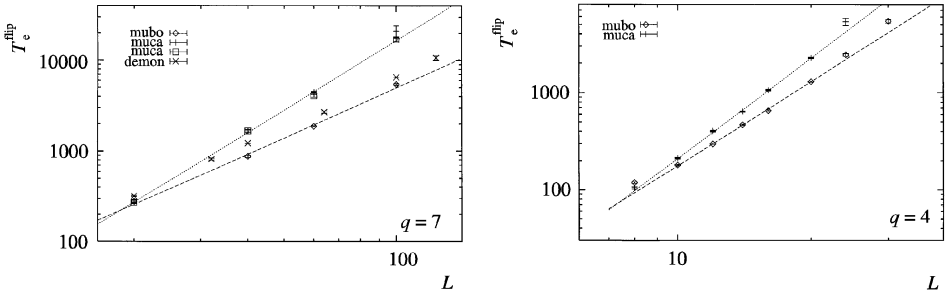 T_e^flip
10000
1000
100
mubo
muca
muca
demon
q = 7
100
L
T_e^flip
1000
100
mubo
muca
q = 4
10
L